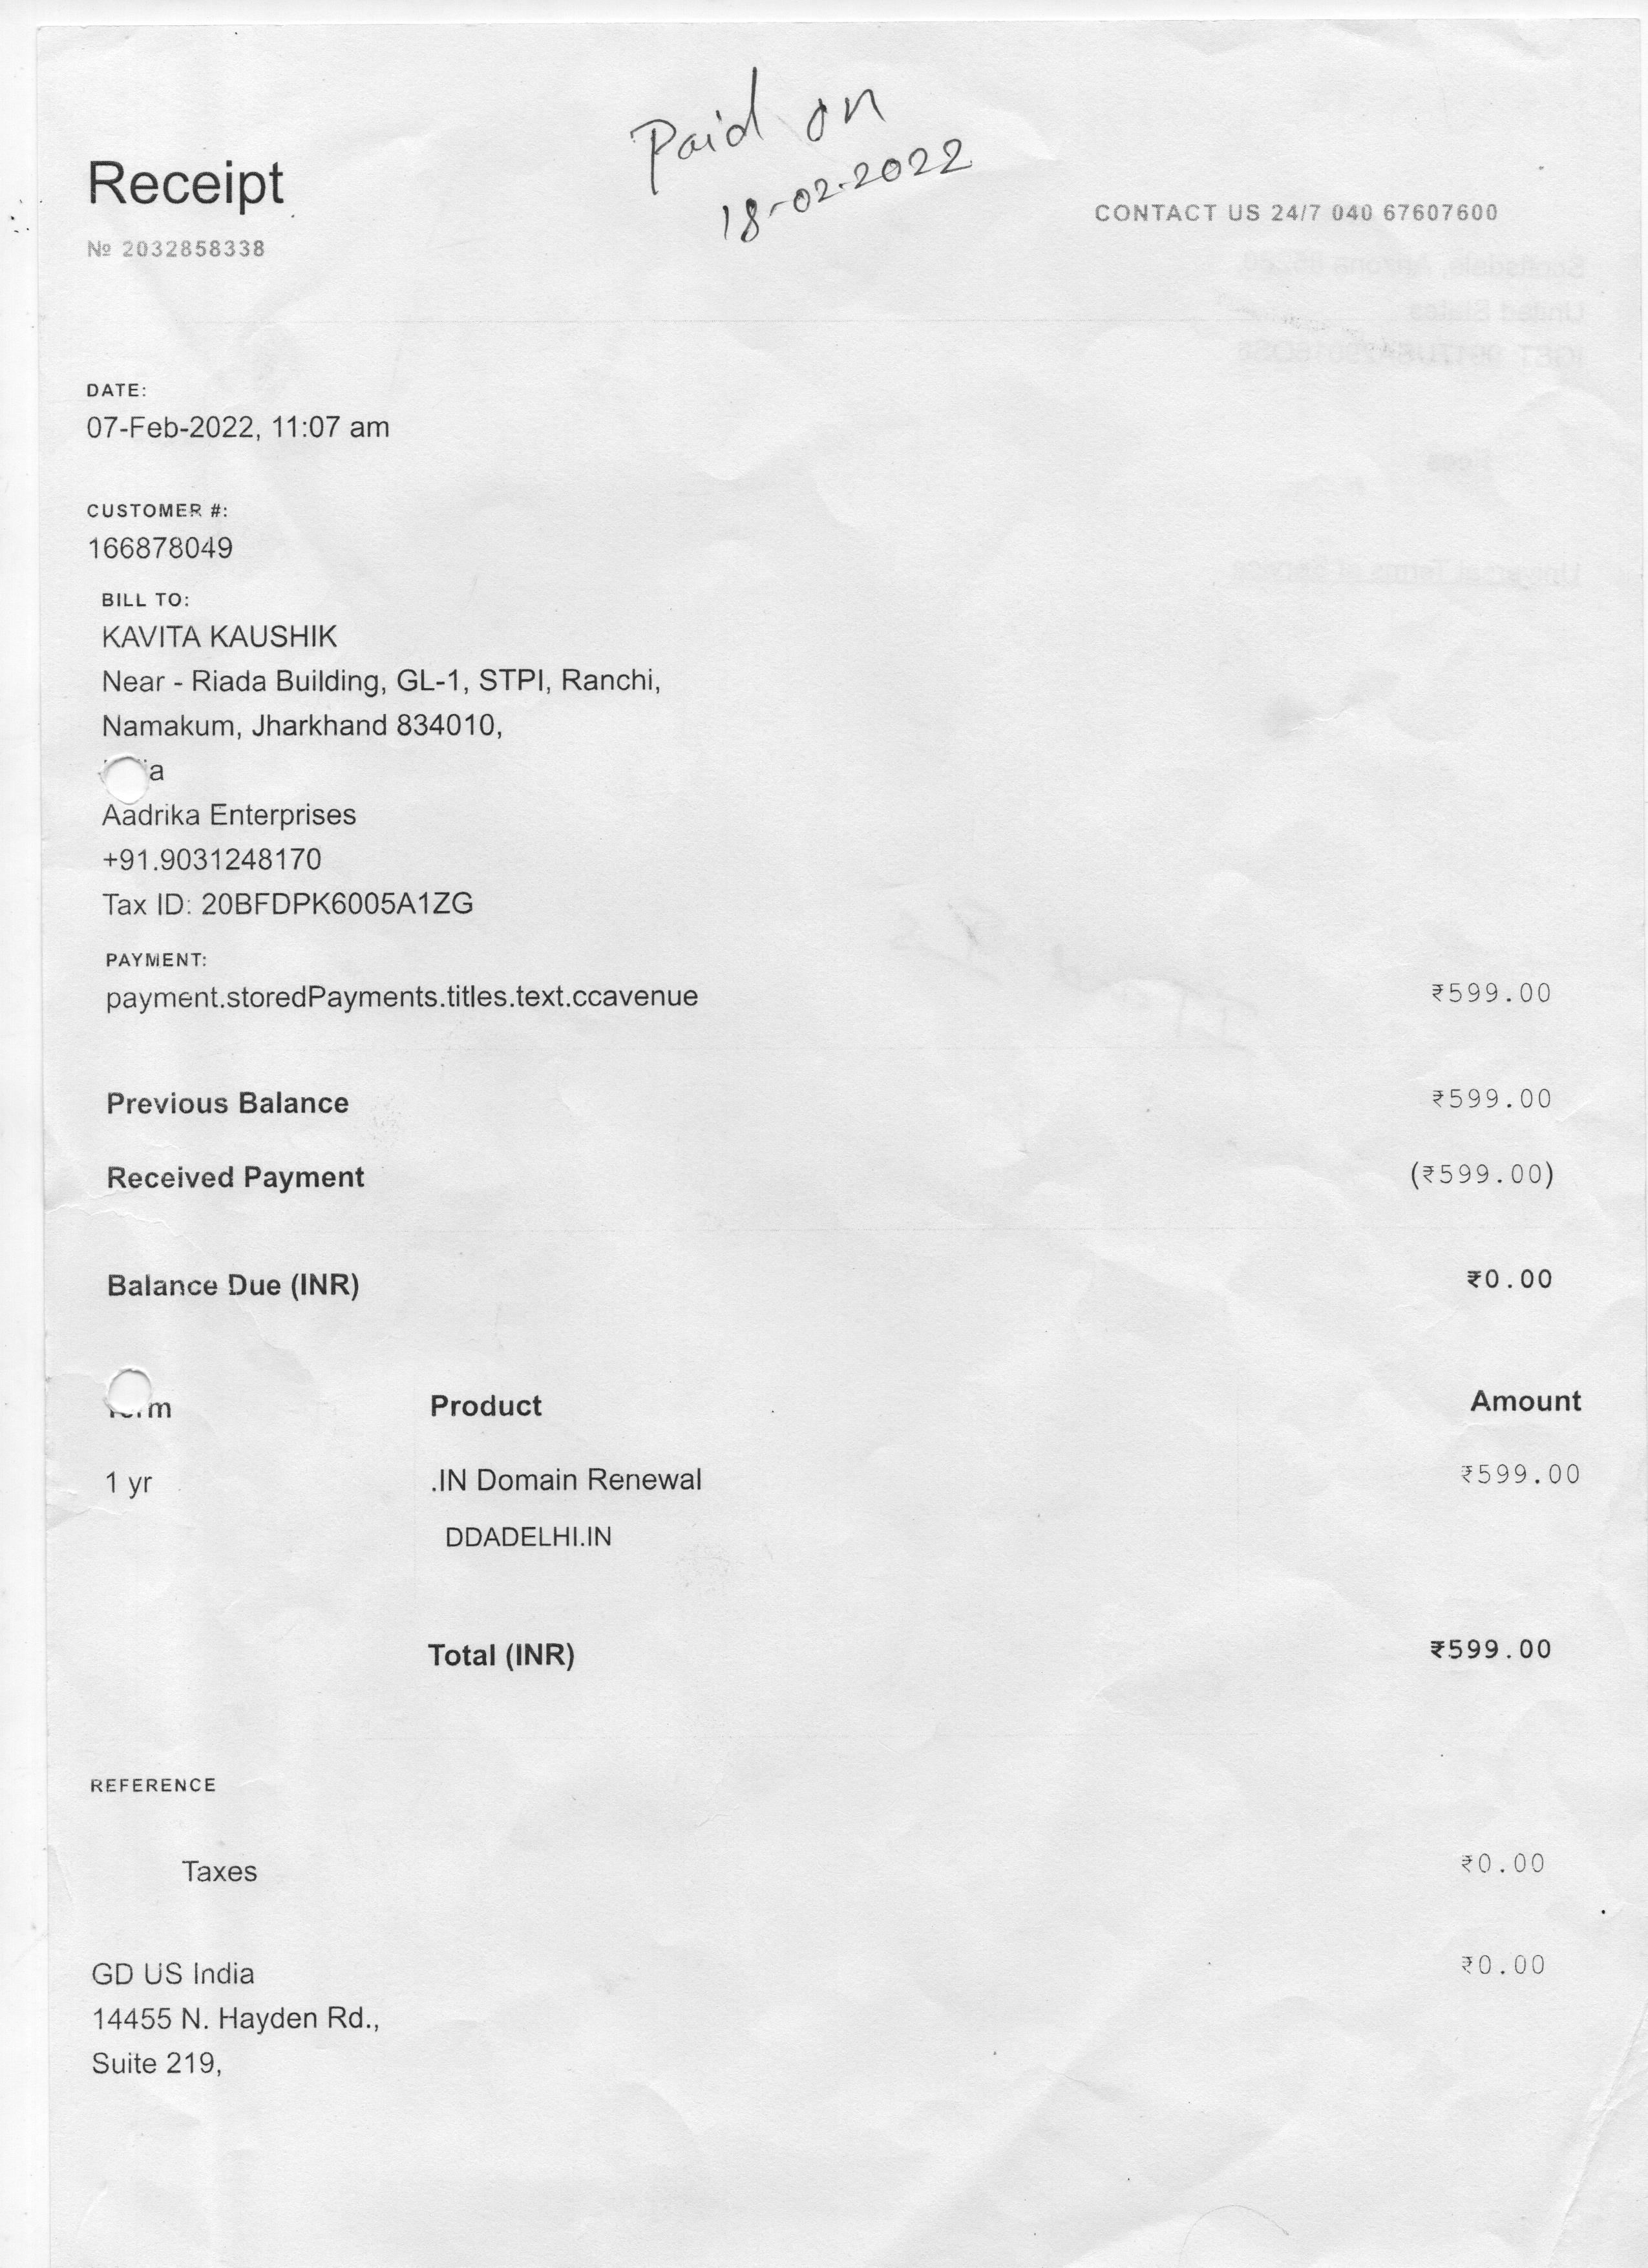 Paid on
18-02-2022
Receipt
№ 2032858338
CONTACT US 24/7 040 67607600
DATE:
07-Feb-2022, 11:07 am
CUSTOMER #:
166878049
BILL TO:
KAVITA KAUSHIK
Near - Riada Building, GL-1, STPI, Ranchi,
Namakum, Jharkhand 834010,
Aadrika Enterprises
+91.9031248170
Tax ID: 20BFDPK6005A1ZG
PAYMENT:
payment.storedPayments.titles.text.ccavenue ₹599.00
Previous Balance ₹599.00
Received Payment (₹599.00)
Balance Due (INR) ₹0.00
Term Product Amount
1 yr .IN Domain Renewal ₹599.00
DDADELHI.IN
Total (INR) ₹599.00
REFERENCE
Taxes ₹0.00
GD US India ₹0.00
14455 N. Hayden Rd.,
Suite 219,